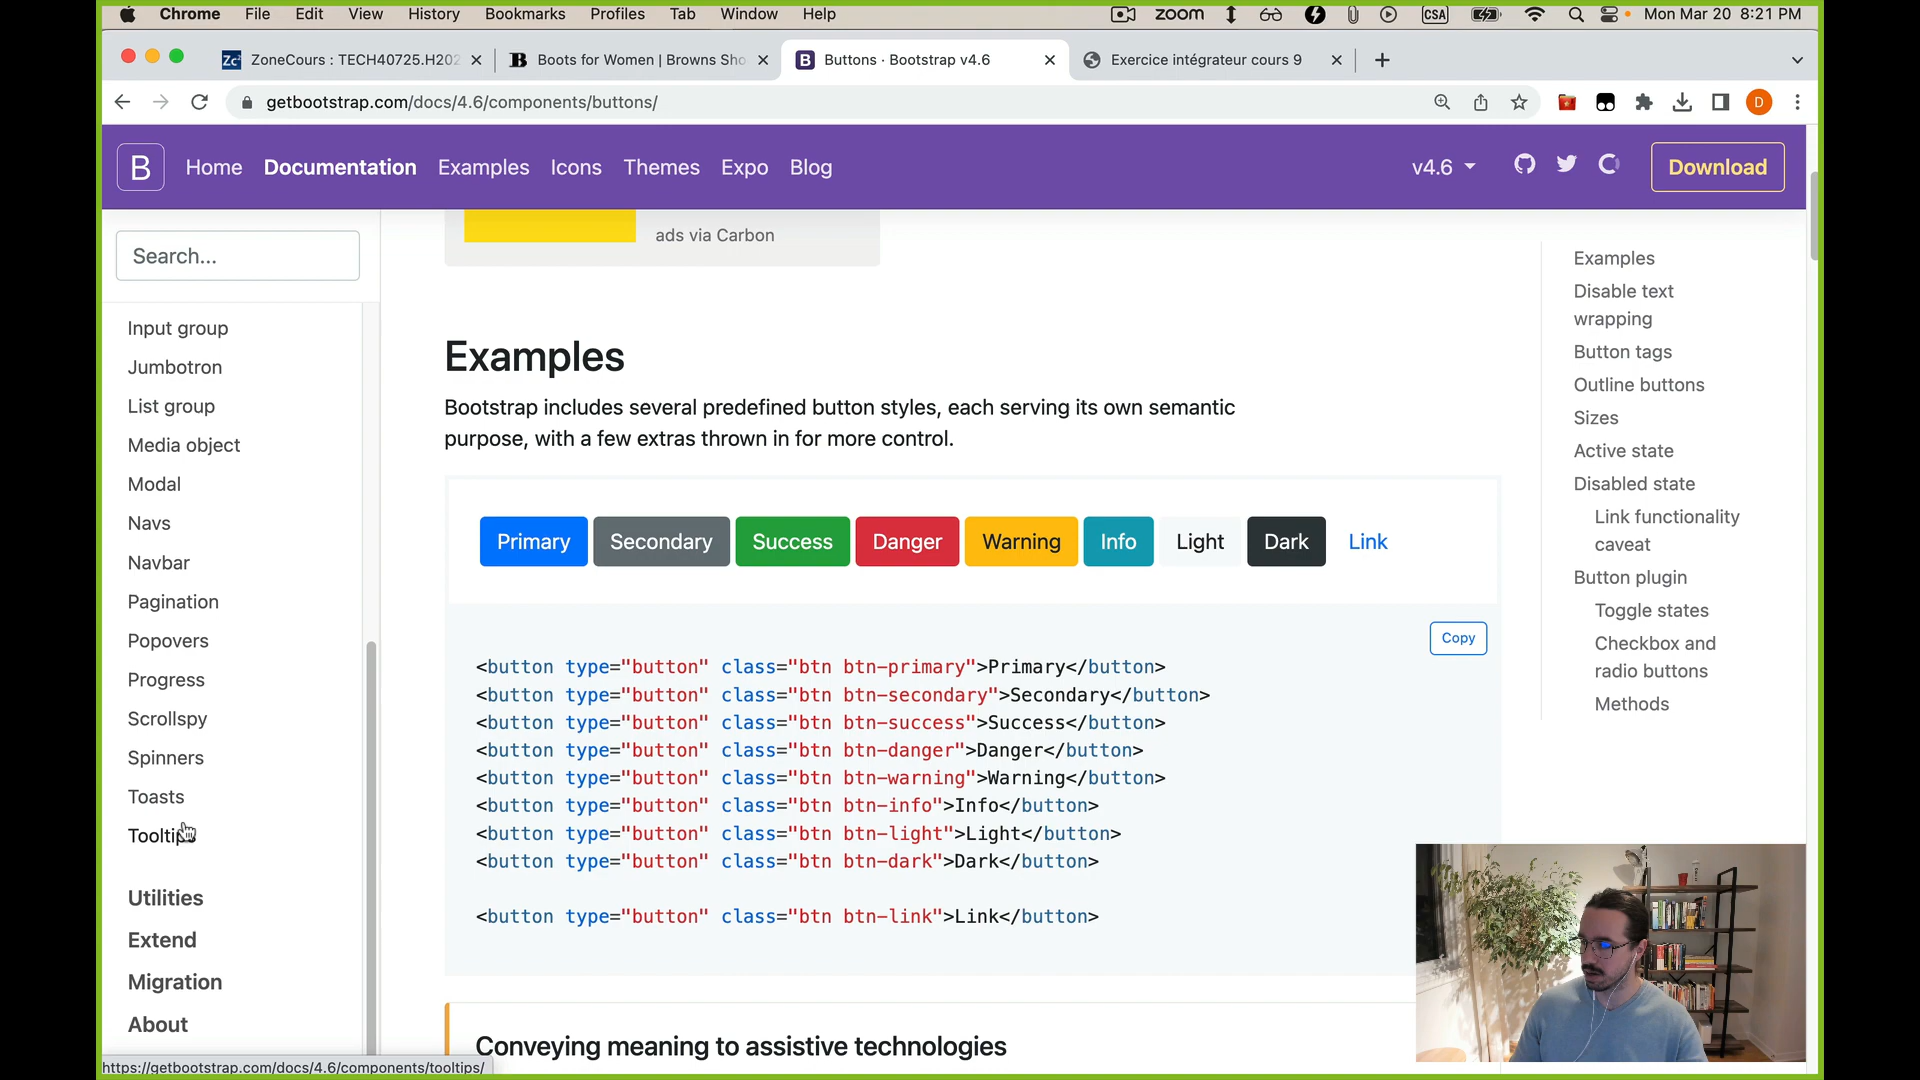 Chrome File Edit View History Bookmarks Profiles Tab Window Help zoom CSA Mon Mar 20 8:21 PM
Zc ZoneCours : TECH40725.H202 B Boots for Women | Browns Sho B Buttons · Bootstrap v4.6 Exercice intégrateur cours 9
getbootstrap.com/docs/4.6/components/buttons/ D
B Home Documentation Examples Icons Themes Expo Blog v4.6 Download
Search...
Input group
Jumbotron
List group
Media object
Modal
Navs
Navbar
Pagination
Popovers
Progress
Scrollspy
Spinners
Toasts
Tooltips
Utilities
Extend
Migration
About
https://getbootstrap.com/docs/4.6/components/tooltips/
ads via Carbon
Examples
Bootstrap includes several predefined button styles, each serving its own semantic
purpose, with a few extras thrown in for more control.
Primary Secondary Success Danger Warning Info Light Dark Link
Copy
<button type="button" class="btn btn-primary">Primary</button>
<button type="button" class="btn btn-secondary">Secondary</button>
<button type="button" class="btn btn-success">Success</button>
<button type="button" class="btn btn-danger">Danger</button>
<button type="button" class="btn btn-warning">Warning</button>
<button type="button" class="btn btn-info">Info</button>
<button type="button" class="btn btn-light">Light</button>
<button type="button" class="btn btn-dark">Dark</button>
<button type="button" class="btn btn-link">Link</button>
Conveying meaning to assistive technologies
Examples
Disable text
wrapping
Button tags
Outline buttons
Sizes
Active state
Disabled state
Link functionality
caveat
Button plugin
Toggle states
Checkbox and
radio buttons
Methods